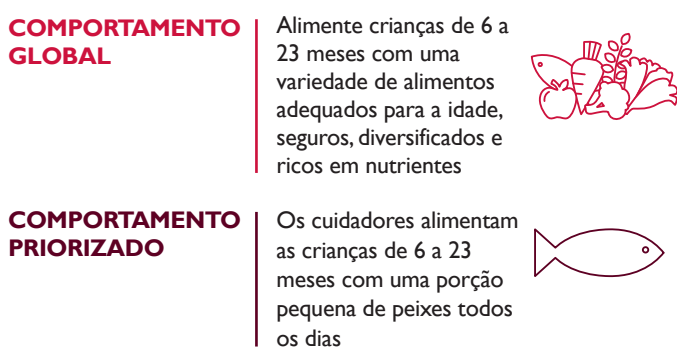 COMPORTAMENTO
GLOBAL
Alimente crianças de 6 a
23 meses com uma
variedade de alimentos
adequados para a idade,
seguros, diversificados e
ricos em nutrientes
COMPORTAMENTO
PRIORIZADO
Os cuidadores alimentam
as crianças de 6 a 23
meses com uma porção
pequena de peixes todos
os dias